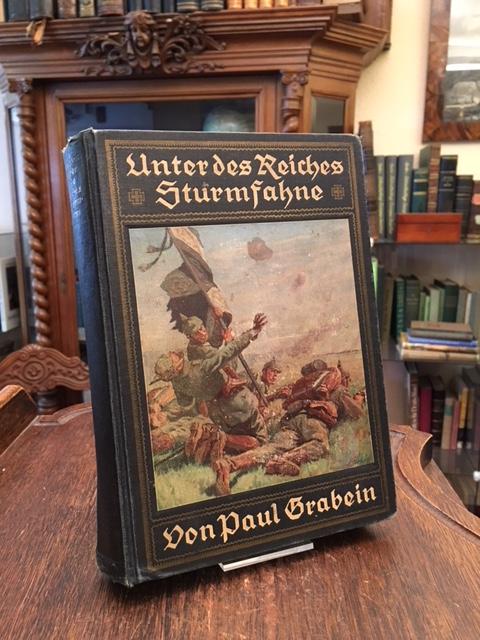 Unter des Reiches
Sturmfahne
Von Paul Grabein